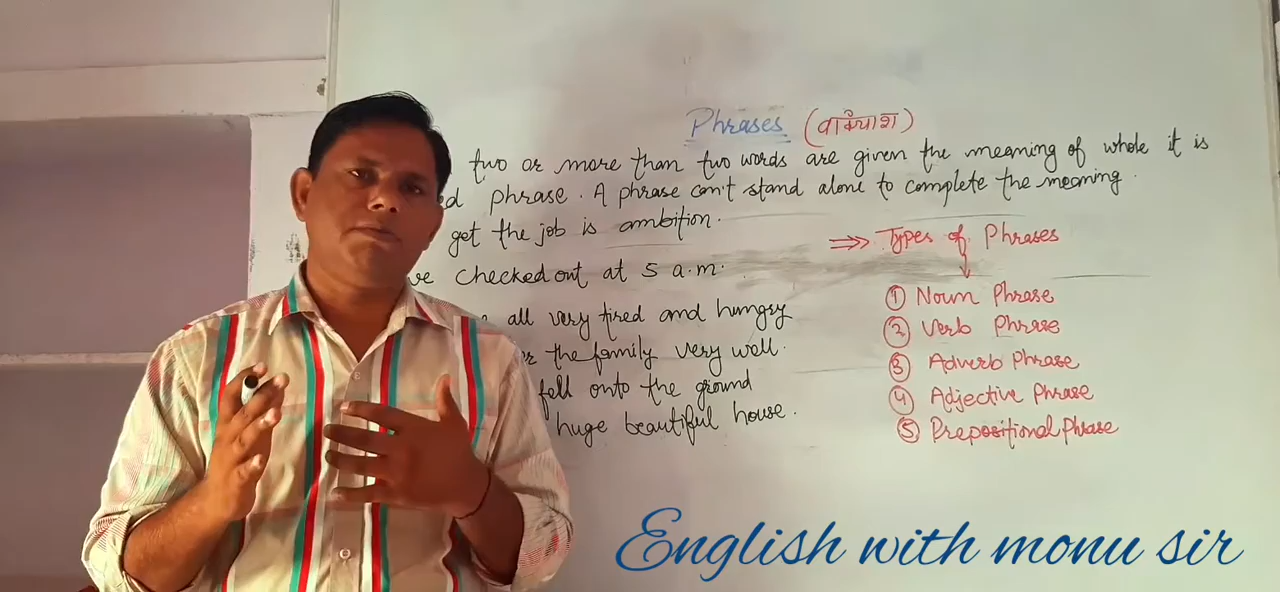 Phrases (वाक्यांश)
two or more than two words are given the meaning of whole it is
ed phrase. A phrase can't stand alone to complete the meaning.
get the job is ambition.
ve checked out at 5 a.m.
all very tired and hungry
the family very well.
fell onto the ground
huge beautiful house.
⇒ Types of Phrases
① Noun Phrase
② Verb Phrase
③ Adverb Phrase
④ Adjective Phrase
⑤ Prepositional Phrase
English with monu sir